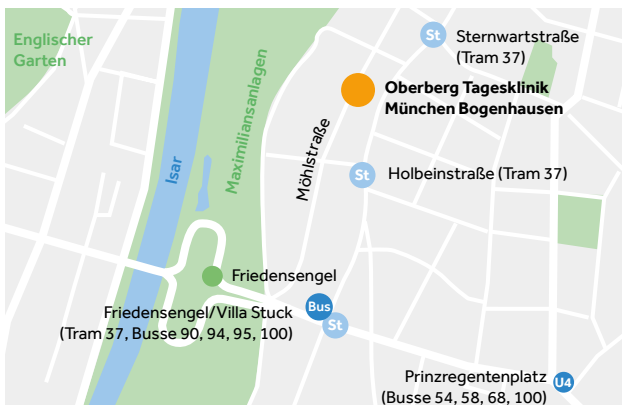 Englischer
Garten
St
Sternwartstraße
(Tram 37)
Oberberg Tagesklinik
München Bogenhausen
Maximiliansanlagen
Möhlstraße
Isar
St
Holbeinstraße (Tram 37)
Friedensengel
Friedensengel/Villa Stuck
(Tram 37, Busse 90, 94, 95, 100)
Bus
St
Prinzregentenplatz
(Busse 54, 58, 68, 100)
U4